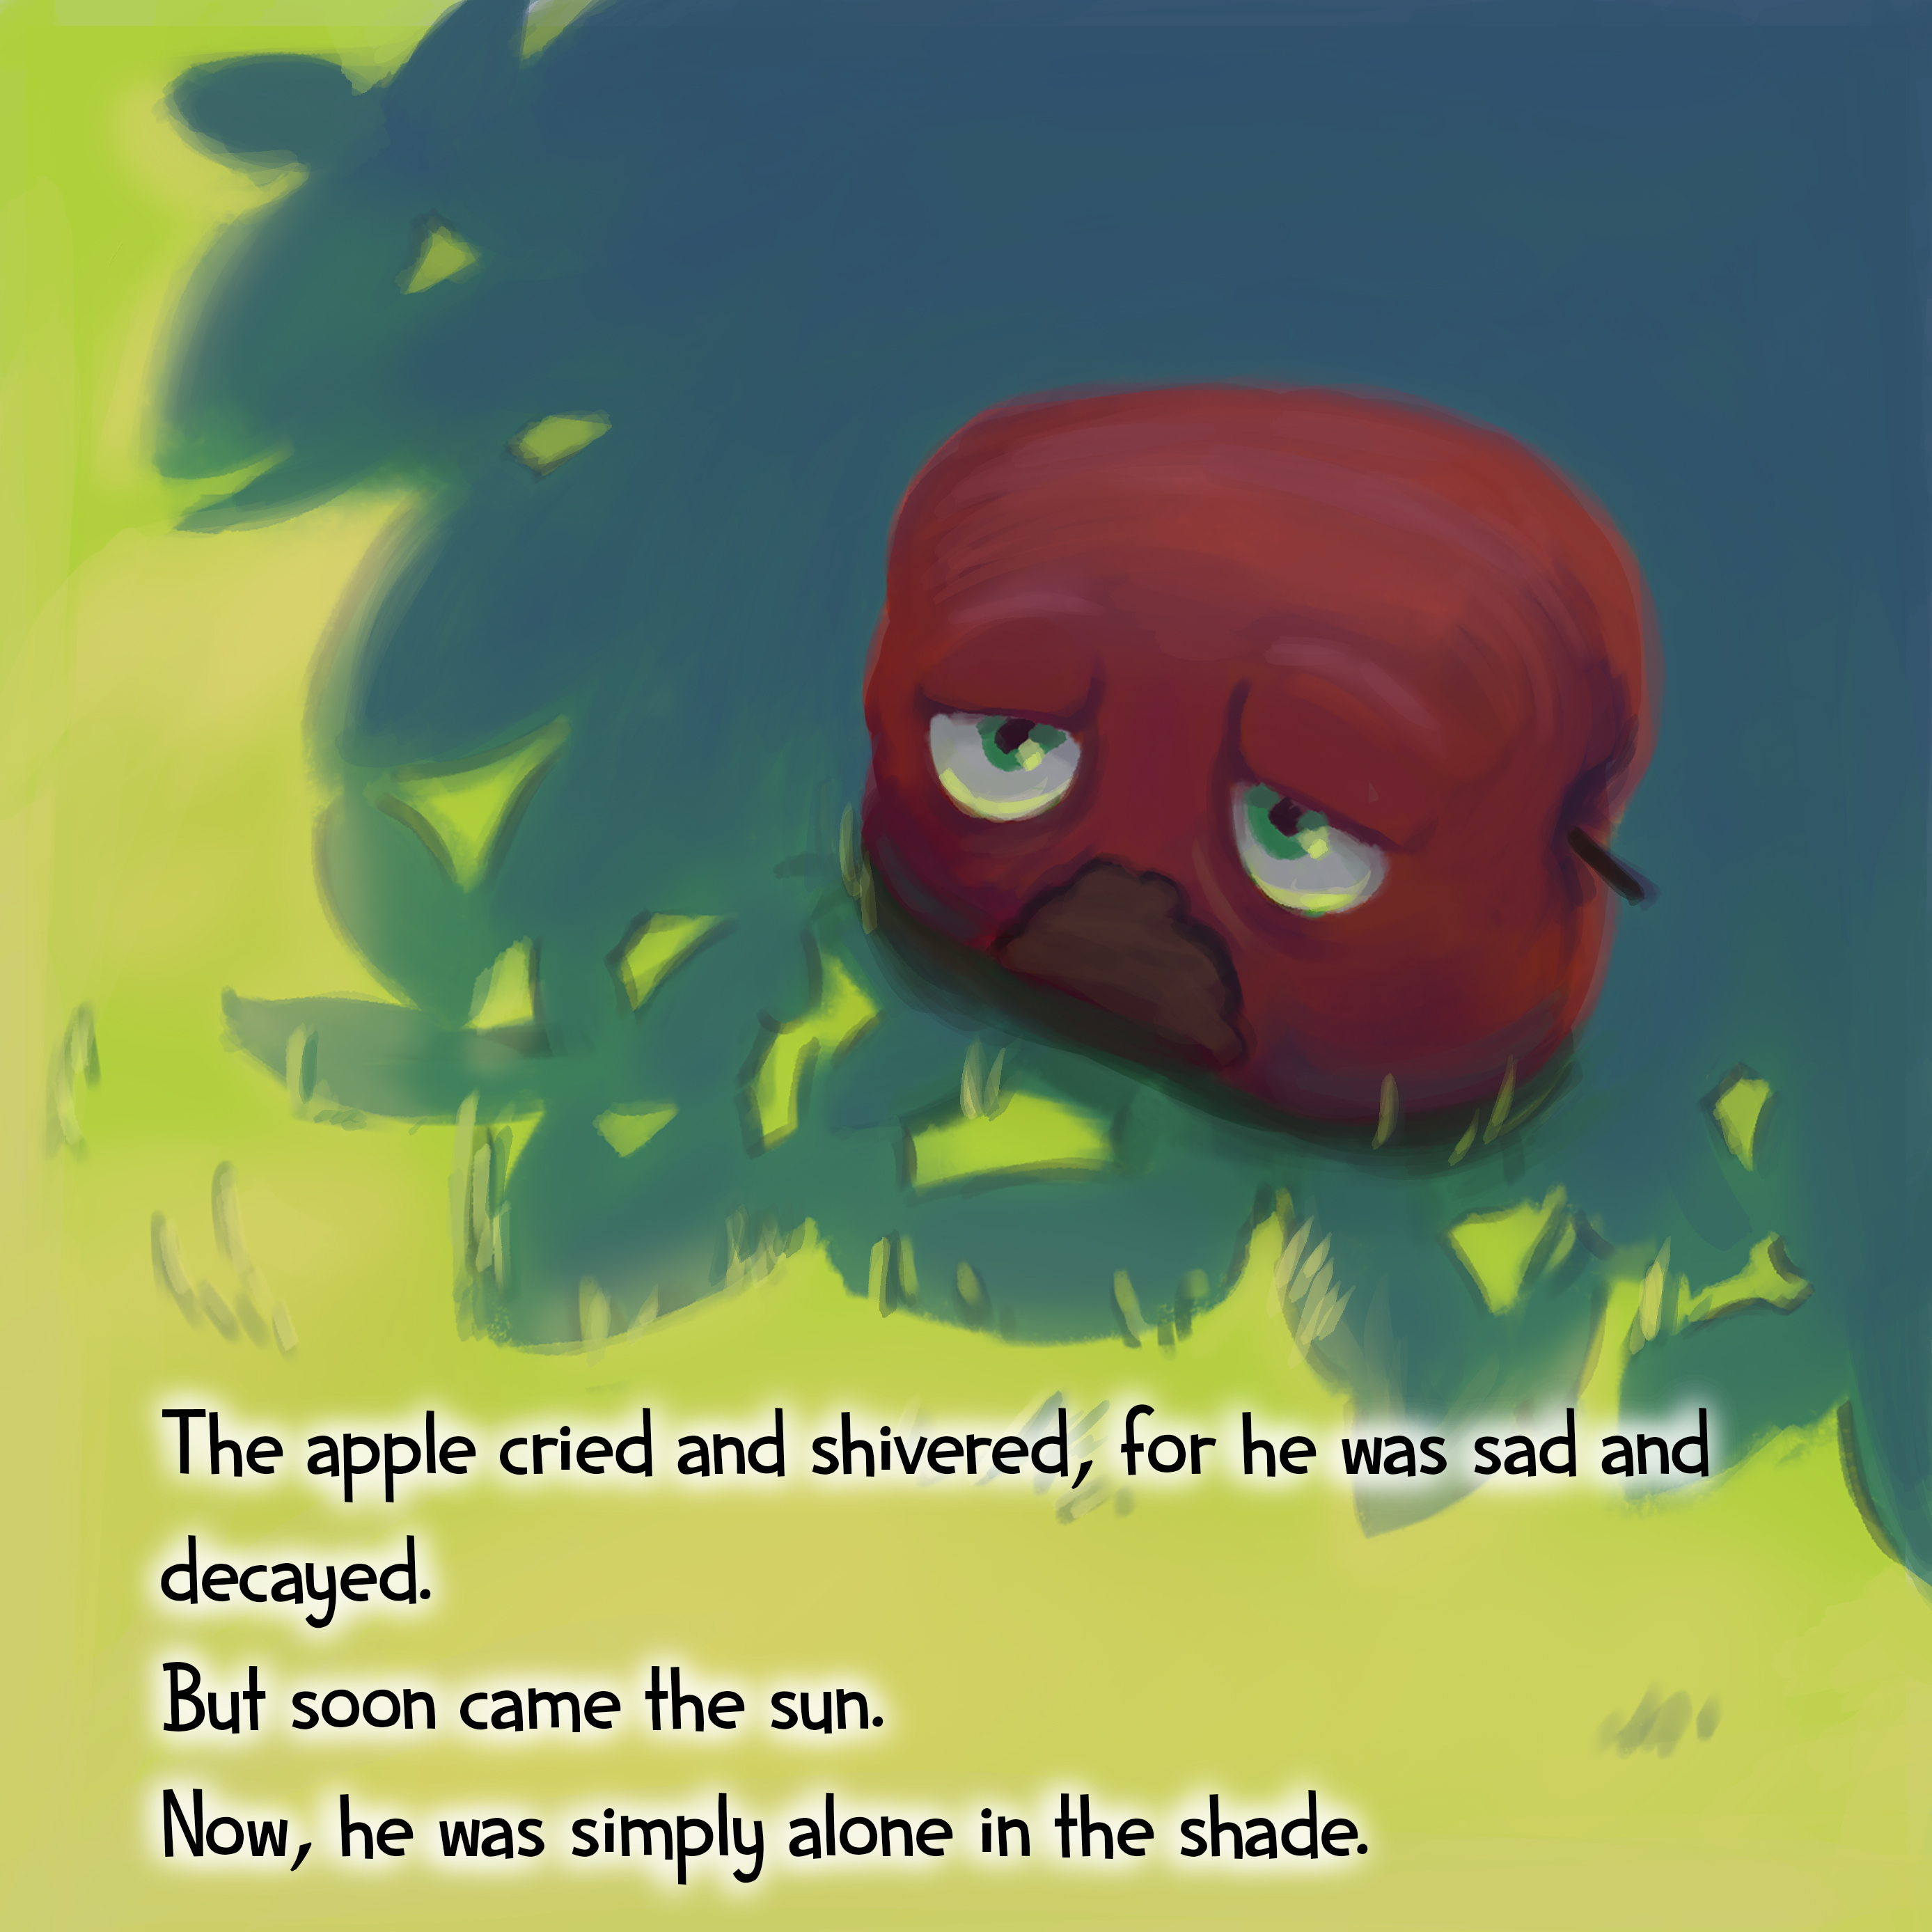 The apple cried and shivered, for he was sad and
decayed.
But soon came the sun.
Now, he was simply alone in the shade.